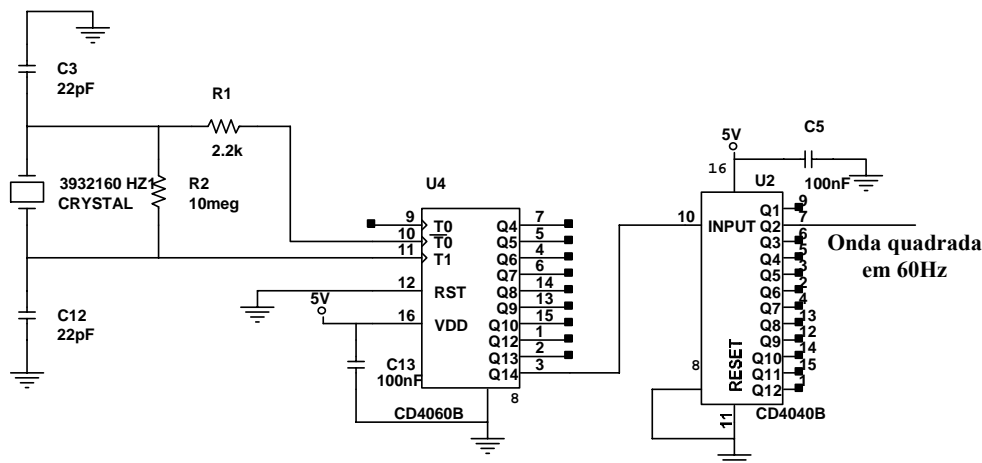 C3
22pF
R1
2.2k
3932160 HZ1
CRYSTAL
R2
10meg
C12
22pF
U4
9 T0 Q4 7
10 T0 Q5 5
11 T1 Q6 4
Q7 6
12 RST Q8 14
Q9 13
5V
16 VDD Q10 15
Q12 1
Q13 2
Q14 3
C13
100nF
8
CD4060B
5V
C5
100nF
16
U2
10 INPUT
Q1 9
Q2 7
Q3 6
Q4 5
Q5 3
Q6 2
Q7 4
Q8 13
Q9 12
Q10 14
Q11 15
Q12 1
8
RESET
11
CD4040B
Onda quadrada
em 60Hz